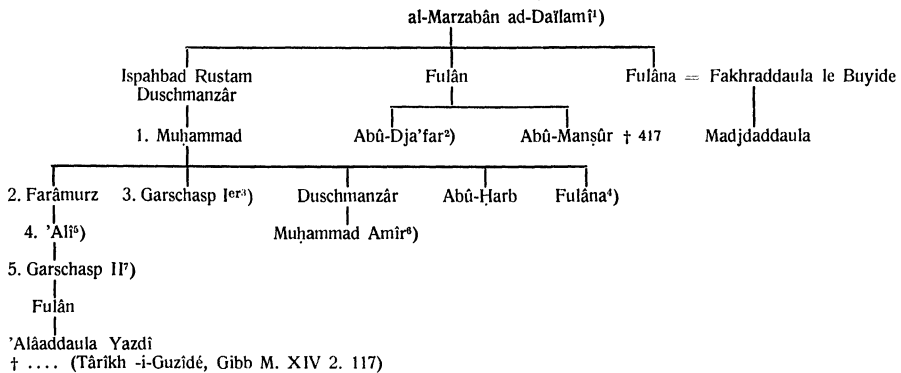 al-Marzabân ad-Daïlamî¹)
Ispahbad Rustam Fulân Fulâna = Fakhraddaula le Buyide
Duschmanzâr
1. Muḥammad Abû-Dja'far²) Abû-Manṣûr † 417 Madjdaddaula
2. Farâmurz 3. Garschasp Iᵉʳ³) Duschmanzâr Abû-Ḥarb Fulâna⁴)
4. 'Alî⁵) Muḥammad Amîr⁶)
5. Garschasp II⁷)
Fulân
'Alâaddaula Yazdî
† .... (Târîkh -i-Guzîdé, Gibb M. XIV 2. 117)